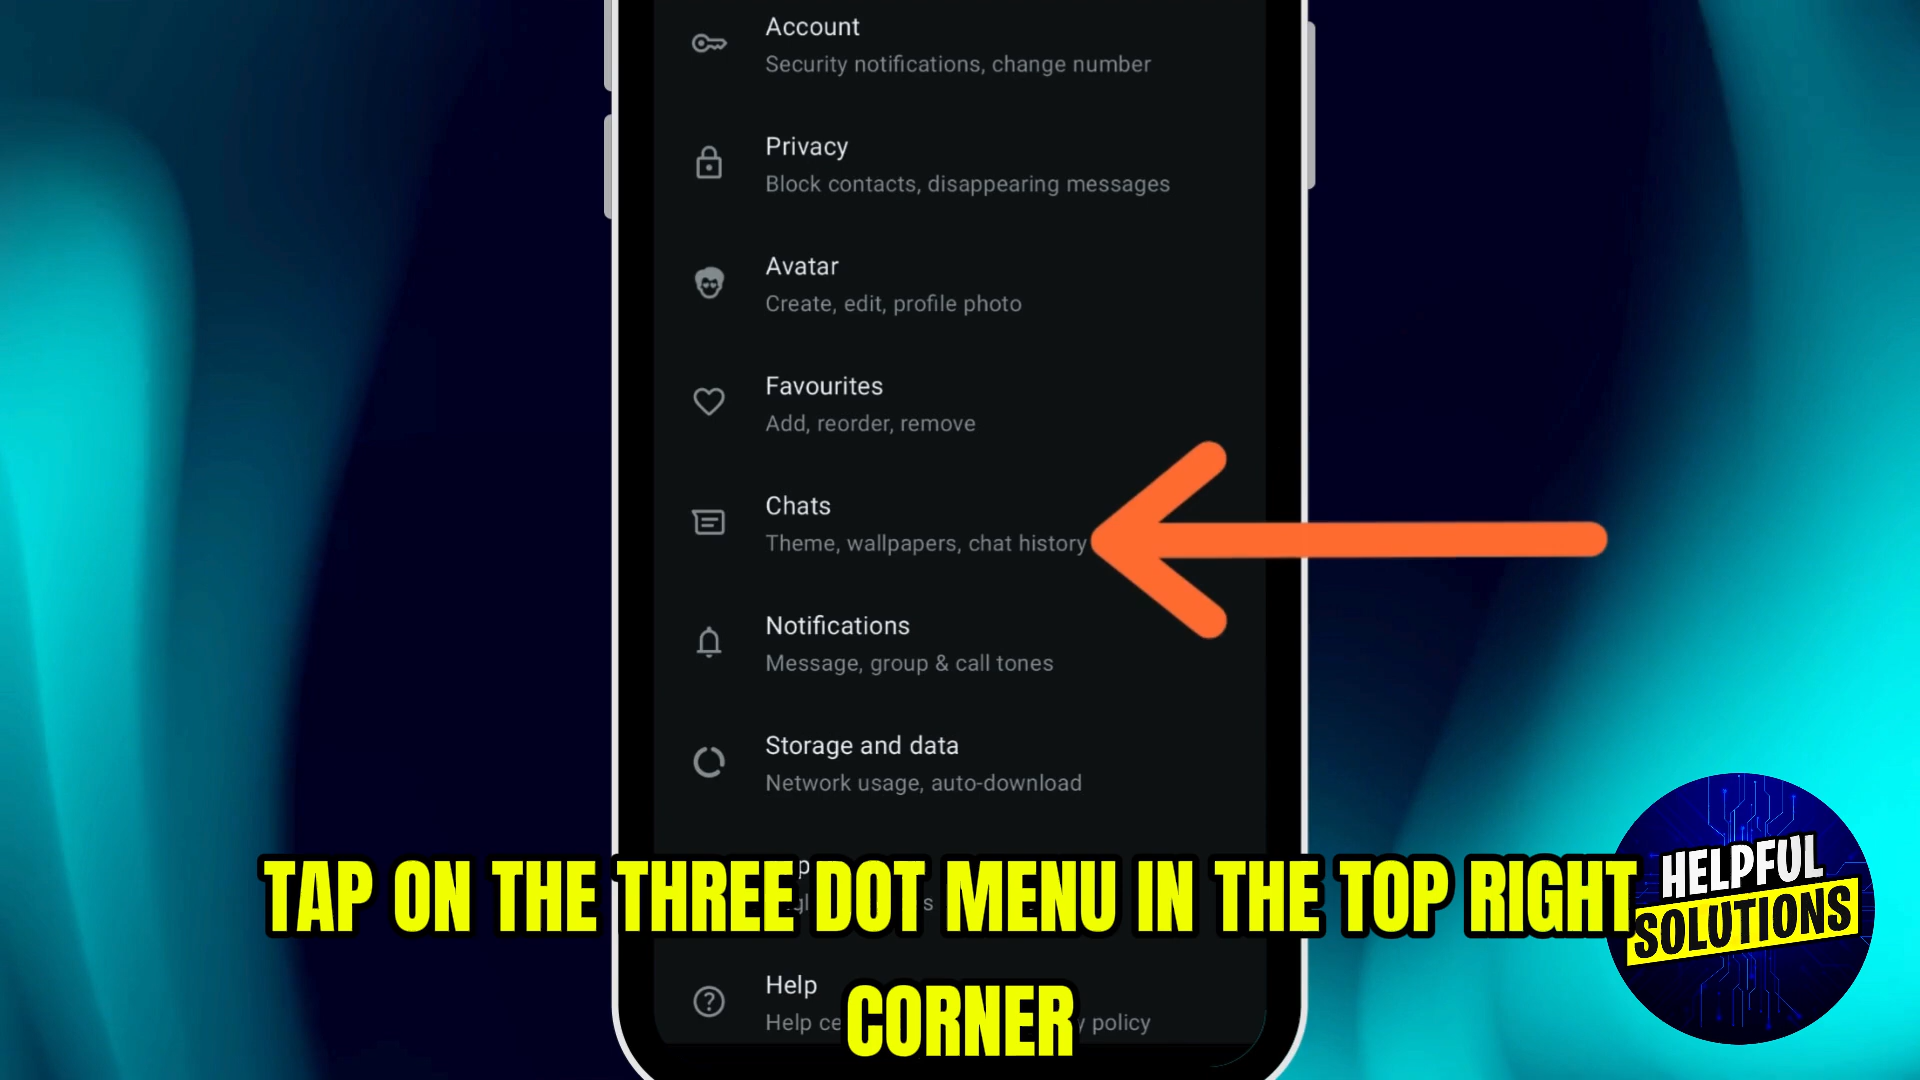 Account
Security notifications, change number
Privacy
Block contacts, disappearing messages
Avatar
Create, edit, profile photo
Favourites
Add, reorder, remove
Chats
Theme, wallpapers, chat history
Notifications
Message, group & call tones
Storage and data
Network usage, auto-download
TAP ON THE THREE DOT MENU IN THE TOP RIGHT
CORNER
Help
Help policy
HELPFUL
SOLUTIONS